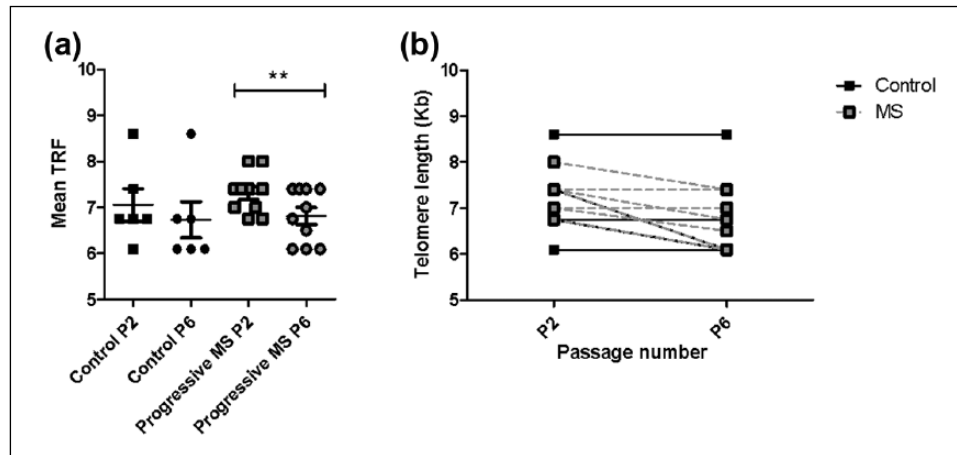 (a)
**
Mean TRF
10
9
8
7
6
5
Control P2
Control P6
Progressive MS P2
Progressive MS P6
(b)
Telomere length (Kb)
10
9
8
7
6
5
P2
P6
Passage number
Control
MS